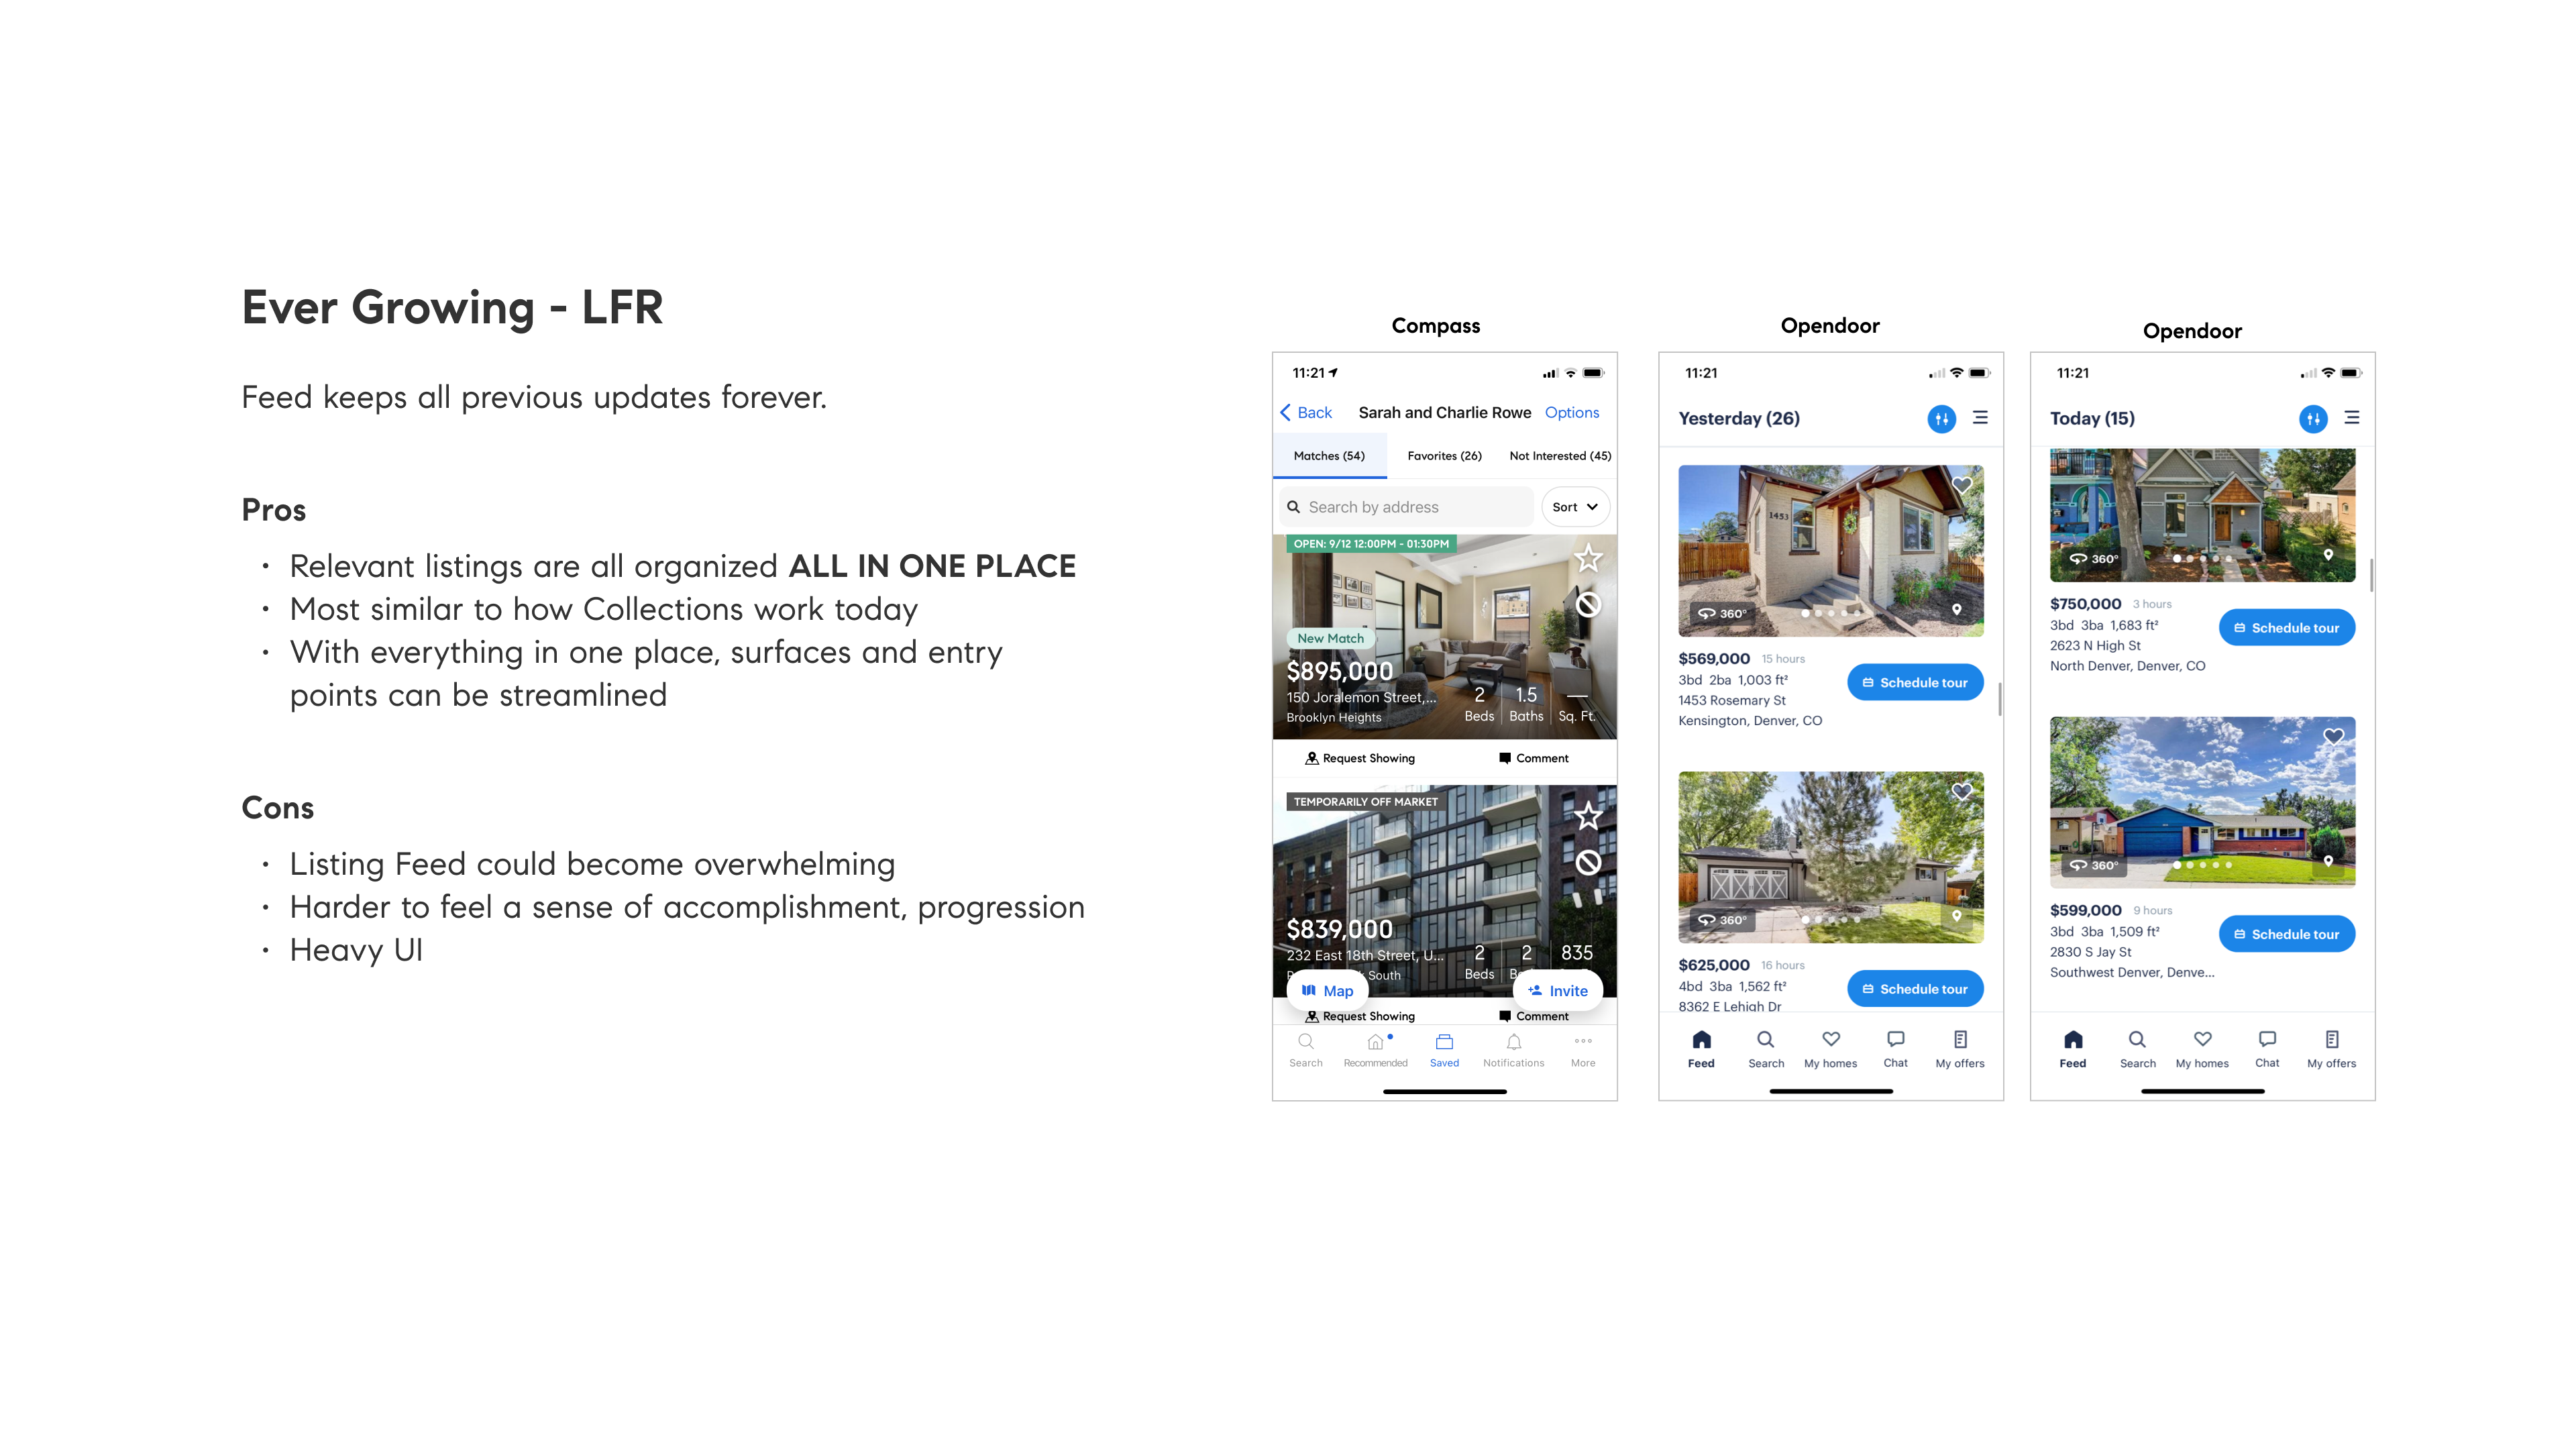 Ever Growing - LFR
Feed keeps all previous updates forever.
Pros
• Relevant listings are all organized ALL IN ONE PLACE
• Most similar to how Collections work today
• With everything in one place, surfaces and entry
points can be streamlined
Cons
• Listing Feed could become overwhelming
• Harder to feel a sense of accomplishment, progression
• Heavy UI
Compass
11:21
Back Sarah and Charlie Rowe Options
Matches (54) Favorites (26) Not Interested (45)
Search by address Sort
OPEN: 9/12 12:00PM - 01:30PM
New Match
$895,000
150 Joralemon Street,... 2 1.5 —
Brooklyn Heights Beds Baths Sq. Ft.
Request Showing Comment
TEMPORARILY OFF MARKET
$839,000
232 East 18th Street, U... 2 2 835
South Beds
Map Invite
Request Showing Comment
Search Recommended Saved Notifications More
Opendoor
11:21
Yesterday (26)
1453
360°
$569,000 15 hours
3bd 2ba 1,003 ft²
1453 Rosemary St
Kensington, Denver, CO
Schedule tour
360°
$625,000 16 hours
4bd 3ba 1,562 ft²
8362 E Lehigh Dr
Schedule tour
Feed Search My homes Chat My offers
Opendoor
11:21
Today (15)
360°
$750,000 3 hours
3bd 3ba 1,683 ft²
2623 N High St
North Denver, Denver, CO
Schedule tour
360°
$599,000 9 hours
3bd 3ba 1,509 ft²
2830 S Jay St
Southwest Denver, Denve...
Schedule tour
Feed Search My homes Chat My offers